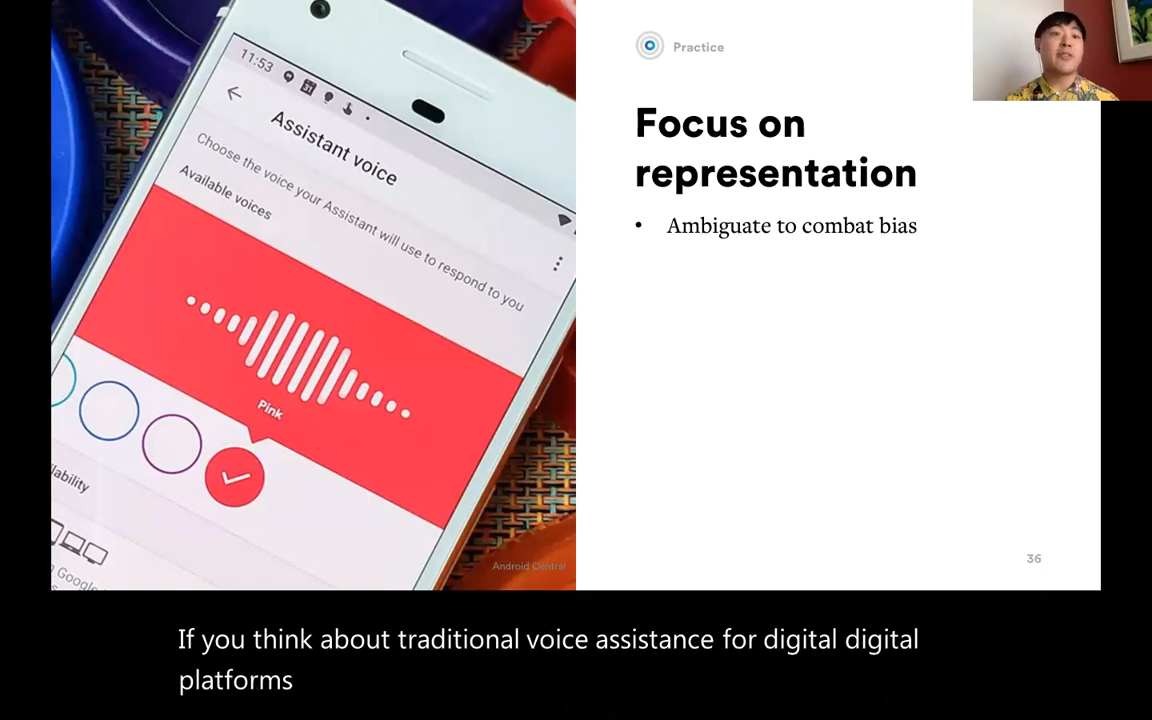 11:53
Assistant voice
Choose the voice your Assistant will use to respond to you
Available voices
Pink
Google
Android Central
Practice
Focus on
representation
• Ambiguate to combat bias
36
If you think about traditional voice assistance for digital digital
platforms